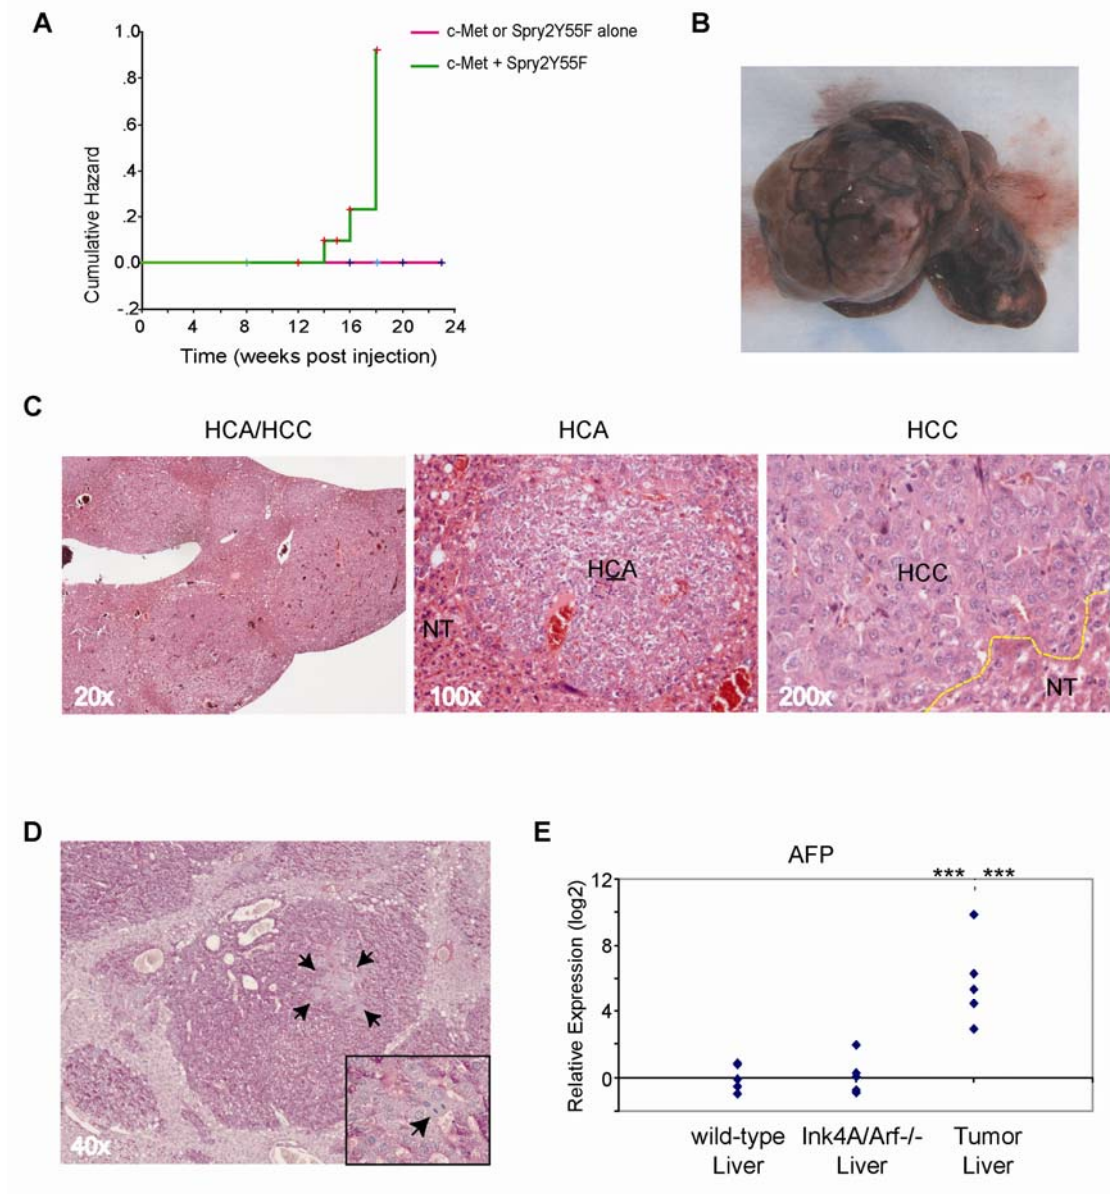 A
1.0
.8
.6
.4
.2
0.0
-.2
Cumulative Hazard
0 4 8 12 16 20 24
Time (weeks post injection)
c-Met or Spry2Y55F alone
c-Met + Spry2Y55F
B
C
HCA/HCC
HCA
HCC
20x
HCA
NT
100x
HCC
NT
200x
D
40x
E
AFP
*** ***
12
8
4
0
Relative Expression (log2)
wild-type
Liver
Ink4A/Arf-/-
Liver
Tumor
Liver